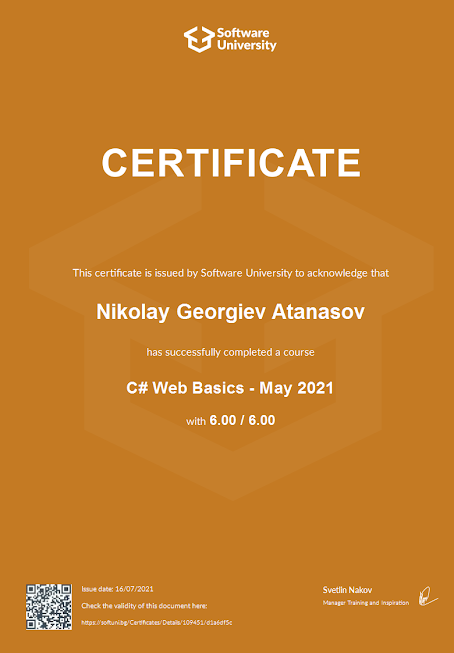 Software
University
CERTIFICATE
This certificate is issued by Software University to acknowledge that
Nikolay Georgiev Atanasov
has successfully completed a course
C# Web Basics - May 2021
with 6.00 / 6.00
Issue date: 16/07/2021
Check the validity of this document here:
https://softuni.bg/Certificates/Details/109451/d1a6df5c
Svetlin Nakov
Manager Training and Inspiration